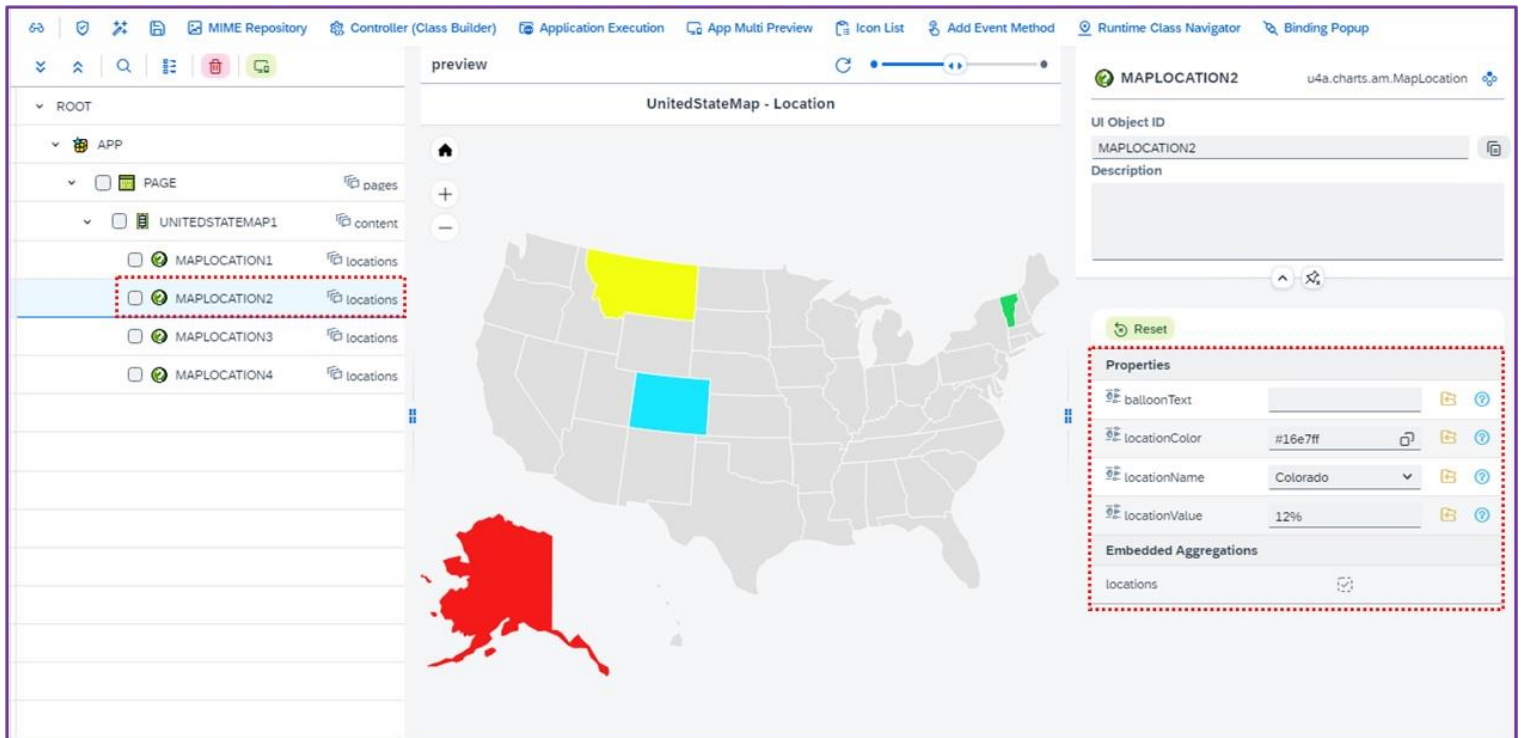 MIME Repository
Controller (Class Builder)
Application Execution
App Multi Preview
Icon List
Add Event Method
Runtime Class Navigator
Binding Popup
preview
UnitedStateMap - Location
ROOT
APP
PAGE pages
UNITEDSTATEMAP1 content
MAPLOCATION1 locations
MAPLOCATION2 locations
MAPLOCATION3 locations
MAPLOCATION4 locations
MAPLOCATION2 u4a.charts.am.MapLocation
UI Object ID
MAPLOCATION2
Description
Reset
Properties
balloonText
locationColor #16e7ff
locationName Colorado
locationValue 12%
Embedded Aggregations
locations